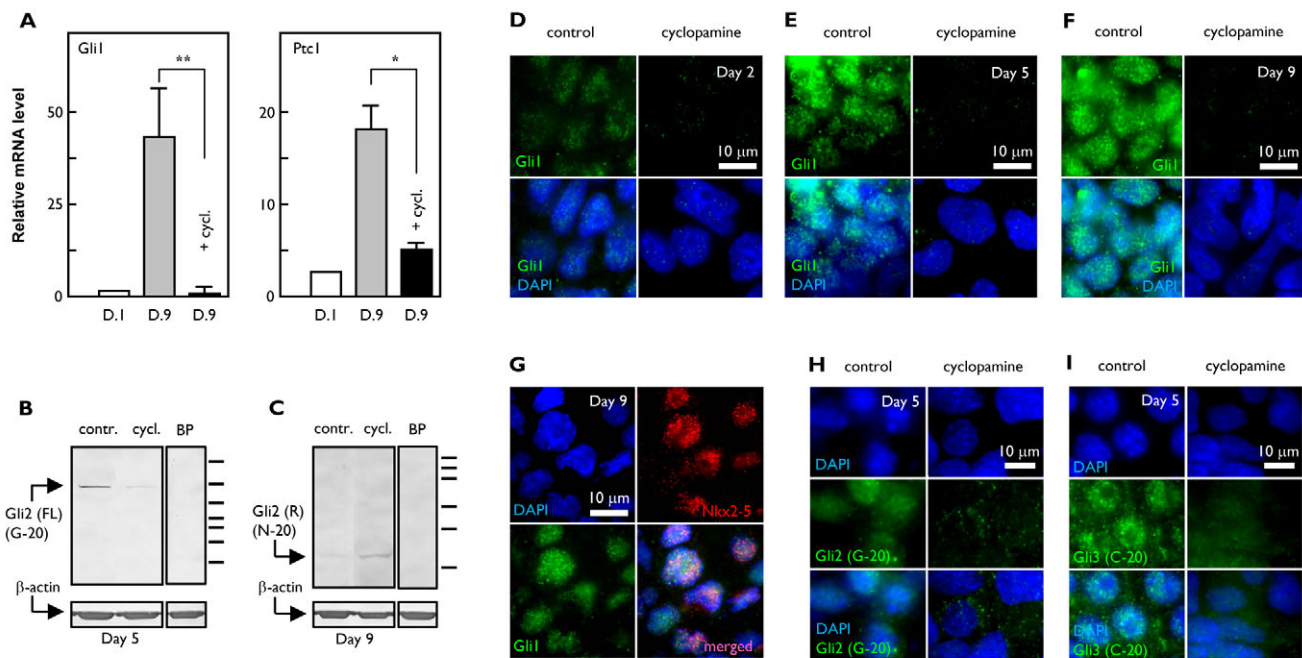 A
Gli1
**
Relative mRNA level
50
25
0
+ cycl.
D.1 D.9 D.9
Ptc1
*
20
10
0
+ cycl.
D.1 D.9 D.9
B
contr. cycl. BP
Gli2 (FL)
(G-20)
β-actin
Day 5
C
contr. cycl. BP
Gli2 (R)
(N-20)
β-actin
Day 9
D
control cyclopamine
Day 2
10 μm
Gli1
Gli1
DAPI
E
control cyclopamine
Day 5
10 μm
Gli1
Gli1
DAPI
F
control cyclopamine
Day 9
10 μm
Gli1
Gli1
DAPI
G
Day 9
10 μm
DAPI
Nkx2-5
Gli1
merged
H
control cyclopamine
Day 5
10 μm
DAPI
Gli2 (G-20)
DAPI
Gli2 (G-20)
I
control cyclopamine
Day 5
10 μm
DAPI
Gli3 (C-20)
DAPI
Gli3 (C-20)